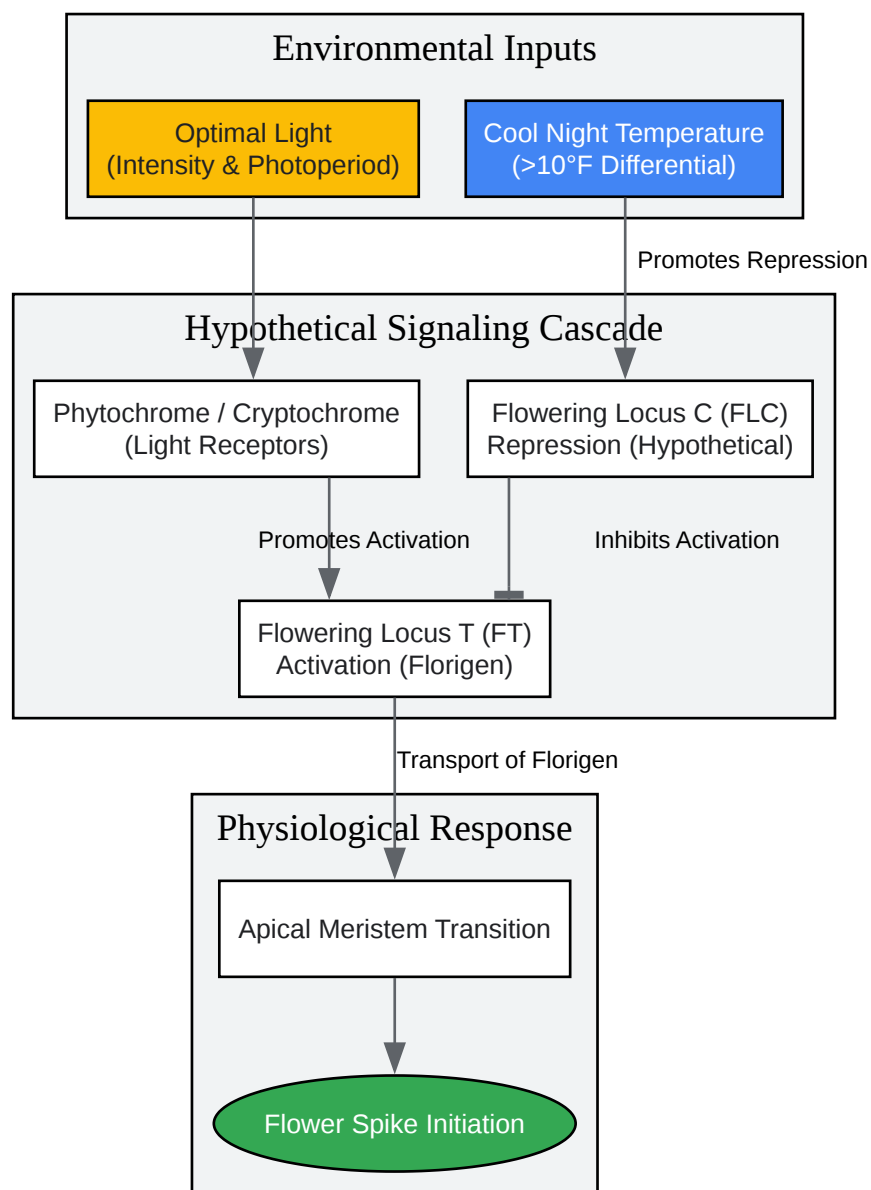 Environmental Inputs
Optimal Light
(Intensity & Photoperiod)
Cool Night Temperature
(>10°F Differential)
Promotes Repression
Hypothetical Signaling Cascade
Phytochrome / Cryptochrome
(Light Receptors)
Flowering Locus C (FLC)
Repression (Hypothetical)
Promotes Activation
Inhibits Activation
Flowering Locus T (FT)
Activation (Florigen)
Transport of Florigen
Physiological Response
Apical Meristem Transition
Flower Spike Initiation